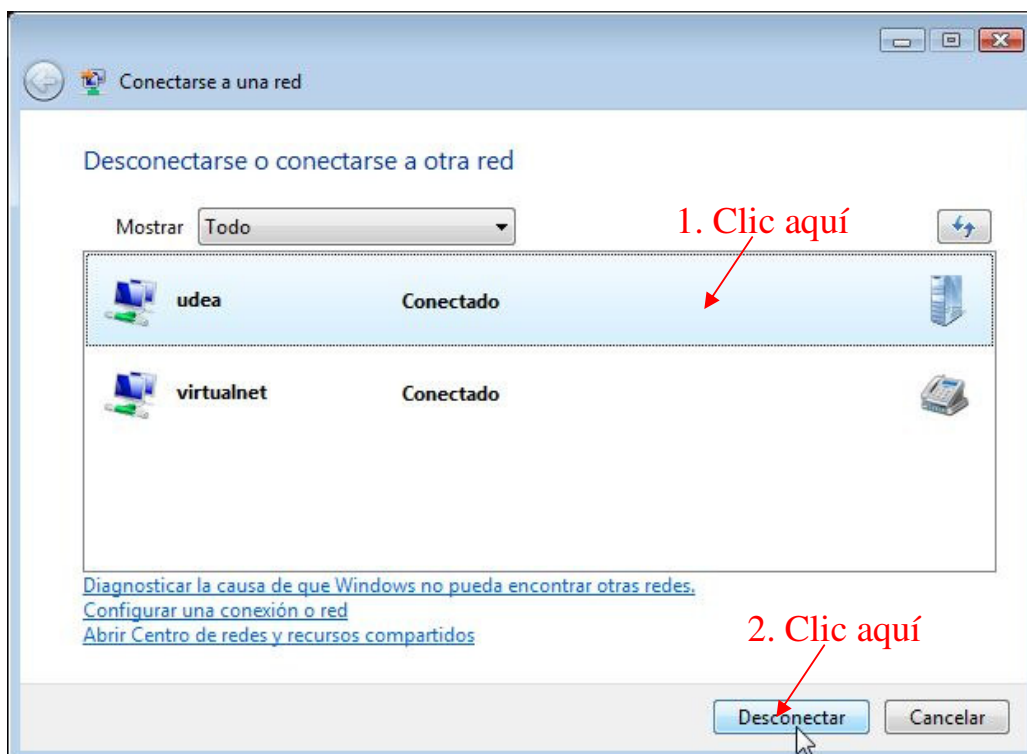 Conectarse a una red
Desconectarse o conectarse a otra red
Mostrar Todo
1. Clic aquí
udea Conectado
virtualnet Conectado
Diagnosticar la causa de que Windows no pueda encontrar otras redes.
Configurar una conexión o red
Abrir Centro de redes y recursos compartidos
2. Clic aquí
Desconectar Cancelar